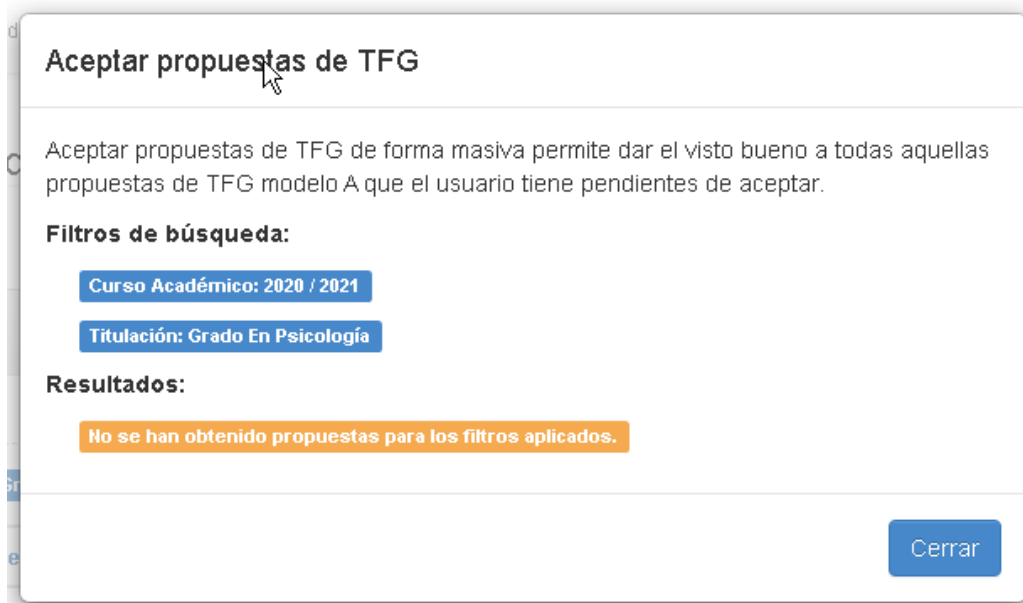 Aceptar propuestas de TFG
Aceptar propuestas de TFG de forma masiva permite dar el visto bueno a todas aquellas
propuestas de TFG modelo A que el usuario tiene pendientes de aceptar.
Filtros de búsqueda:
Curso Académico: 2020 / 2021
Titulación: Grado En Psicología
Resultados:
No se han obtenido propuestas para los filtros aplicados.
Cerrar